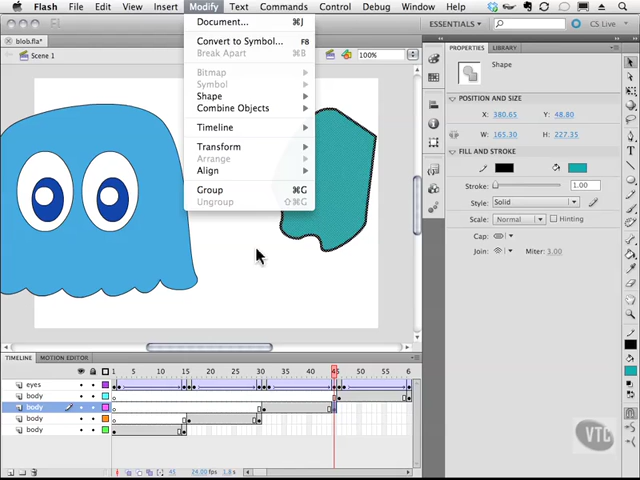 Flash File Edit View Insert Modify Text Commands Control Debug Window Help
ESSENTIALS CS Live
blob.fla*
Scene 1 100%
Document... ⌘J
Convert to Symbol... F8
Break Apart ⌘B
Bitmap
Symbol
Shape
Combine Objects
Timeline
Transform
Arrange
Align
Group ⌘G
Ungroup ⇧⌘G
PROPERTIES LIBRARY
Shape
POSITION AND SIZE
X: 380.65 Y: 48.80
W: 165.30 H: 227.35
FILL AND STROKE
Stroke: 1.00
Style: Solid
Scale: Normal Hinting
Cap:
Join: Miter: 3.00
TIMELINE MOTION EDITOR
1 5 10 15 20 25 30 35 40 45 50 55 6
eyes
body
body
body
body
45 24.00 fps 1.8 s
VTC